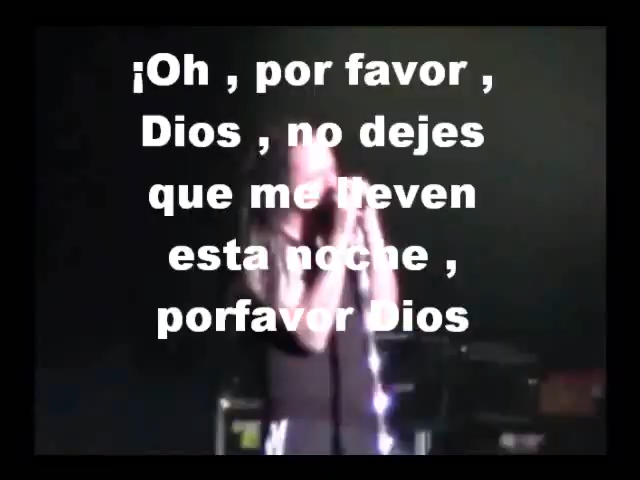 ¡Oh , por favor ,
Dios , no dejes
que me lleven
esta noche ,
porfavor Dios